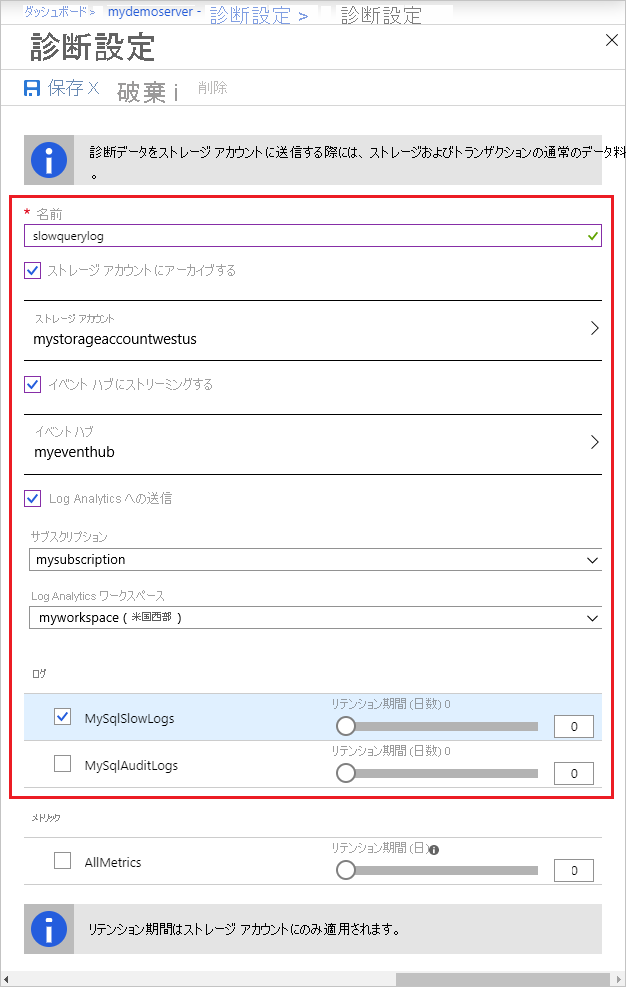 ダッシュボード > mydemoserver - 診断設定 > 診断設定
診断設定
保存 X 破棄 i 削除
診断データをストレージ アカウントに送信する際には、ストレージおよびトランザクションの通常のデータ料
。
* 名前
slowquerylog
ストレージ アカウントにアーカイブする
ストレージ アカウント
mystorageaccountwestus
イベント ハブにストリーミングする
イベント ハブ
myeventhub
Log Analytics への送信
サブスクリプション
mysubscription
Log Analytics ワークスペース
myworkspace ( 米国西部 )
ログ
リテンション期間 (日数) 0
MySqlSlowLogs 0
リテンション期間 (日数) 0
MySqlAuditLogs 0
メトリック
リテンション期間 (日)
AllMetrics 0
リテンション期間はストレージ アカウントにのみ適用されます。